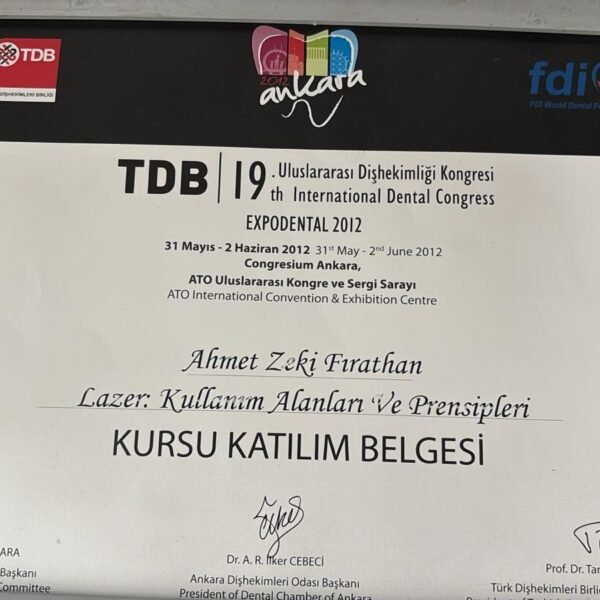 TDB
DİŞHEKİMLERİ BİRLİĞİ
2012
ankara
fdi
FDI World Dental
TDB 19 . Uluslararası Dişhekimliği Kongresi
th International Dental Congress
EXPODENTAL 2012
31 Mayıs - 2 Haziran 2012 31st May - 2nd June 2012
Congresium Ankara,
ATO Uluslararası Kongre ve Sergi Sarayı
ATO International Convention & Exhibition Centre
Ahmet Zeki Fırathan
Lazer: Kullanım Alanları Ve Prensipleri
KURSU KATILIM BELGESİ
ARA
Başkanı
Committee
Dr. A. R. İlker CEBECİ
Ankara Dişhekimleri Odası Başkanı
President of Dental Chamber of Ankara
Prof. Dr. Tar
Türk Dişhekimleri Birliğ